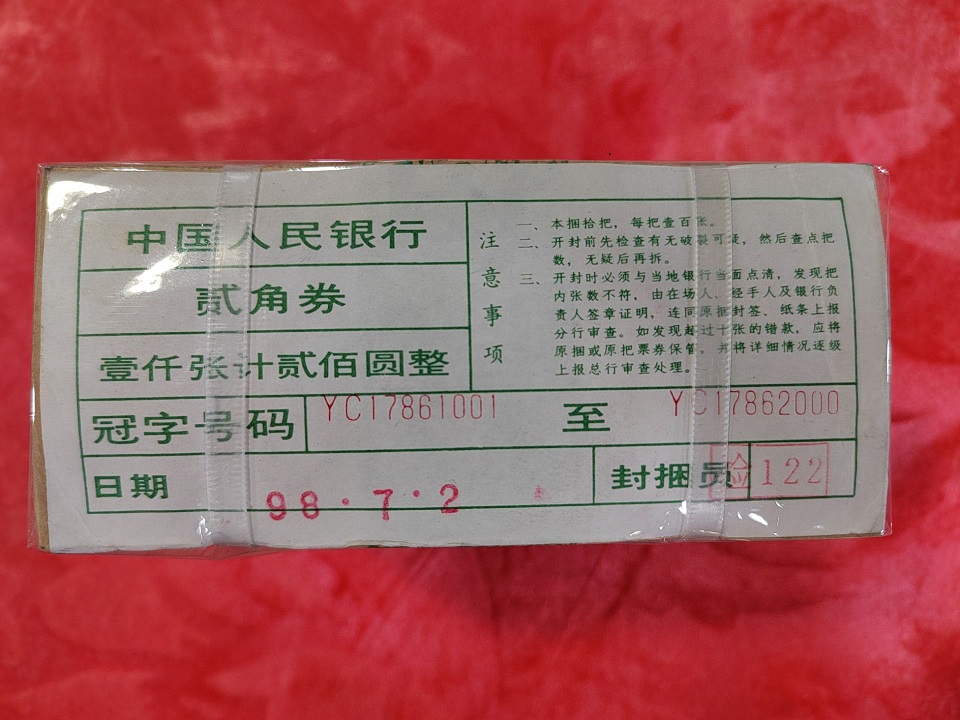 中国人民银行
贰角券
壹仟张计贰佰圆整
注意事项
一、本捆拾把，每把壹百张。
二、开封前先检查有无破裂可疑，然后查点把
数，无疑后再拆。
三、开封时必须与当地银行当面点清，发现把
内张数不符，由在场人、经手人及银行负
责人签章证明，连同原捆封签、纸条上报
分行审查。如发现超过十张的错款，应将
原捆或原把票券保管，并将详细情况逐级
上报总行审查处理。
冠字号码 YC17861001 至 YC17862000
日期 98·7·2 封捆员 检 122